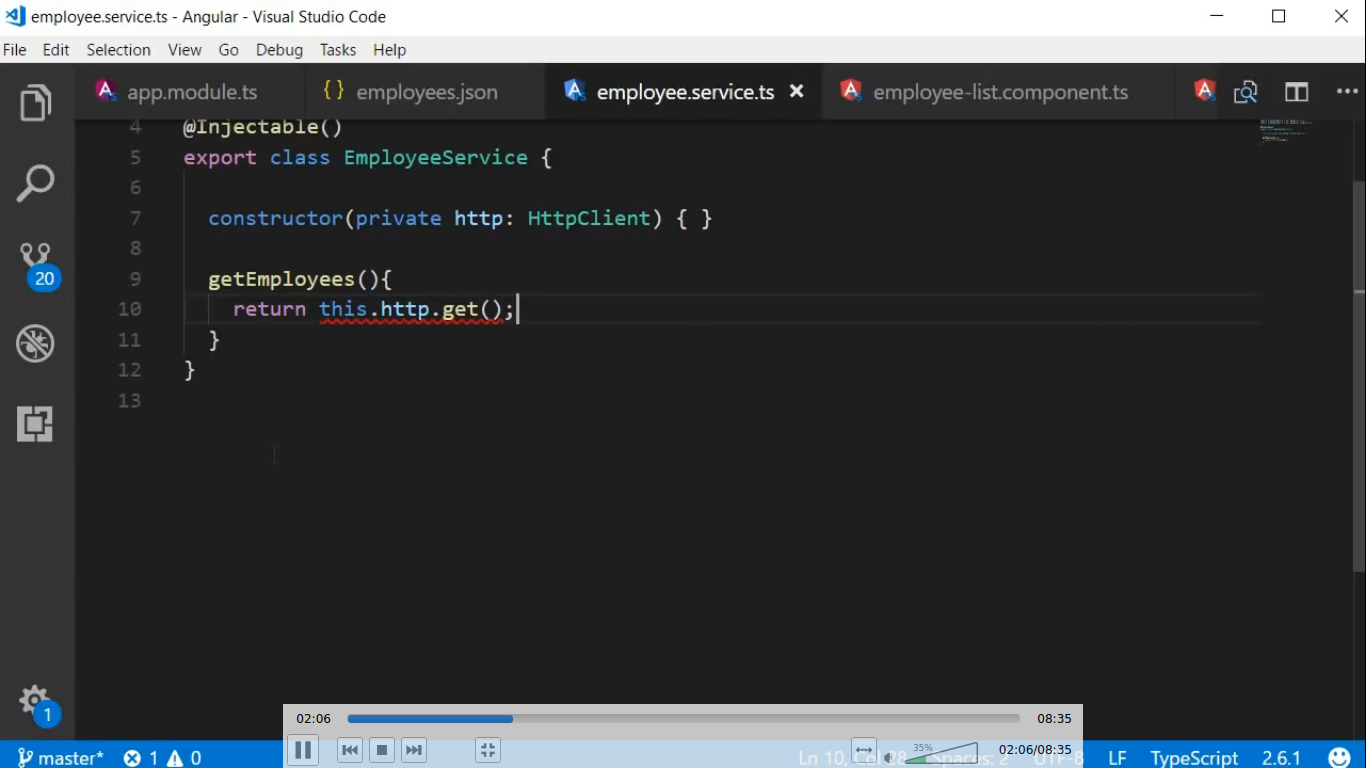 employee.service.ts - Angular - Visual Studio Code
File Edit Selection View Go Debug Tasks Help
app.module.ts {} employees.json employee.service.ts employee-list.component.ts
4 @Injectable()
5 export class EmployeeService {
6
7 constructor(private http: HttpClient) { }
8
9 getEmployees(){
10 return this.http.get();
11 }
12 }
13
20
1
02:06 08:35
35% 02:06/08:35
master* 1 0 Ln 10, Col 28 Spaces: 2 UTF-8 LF TypeScript 2.6.1